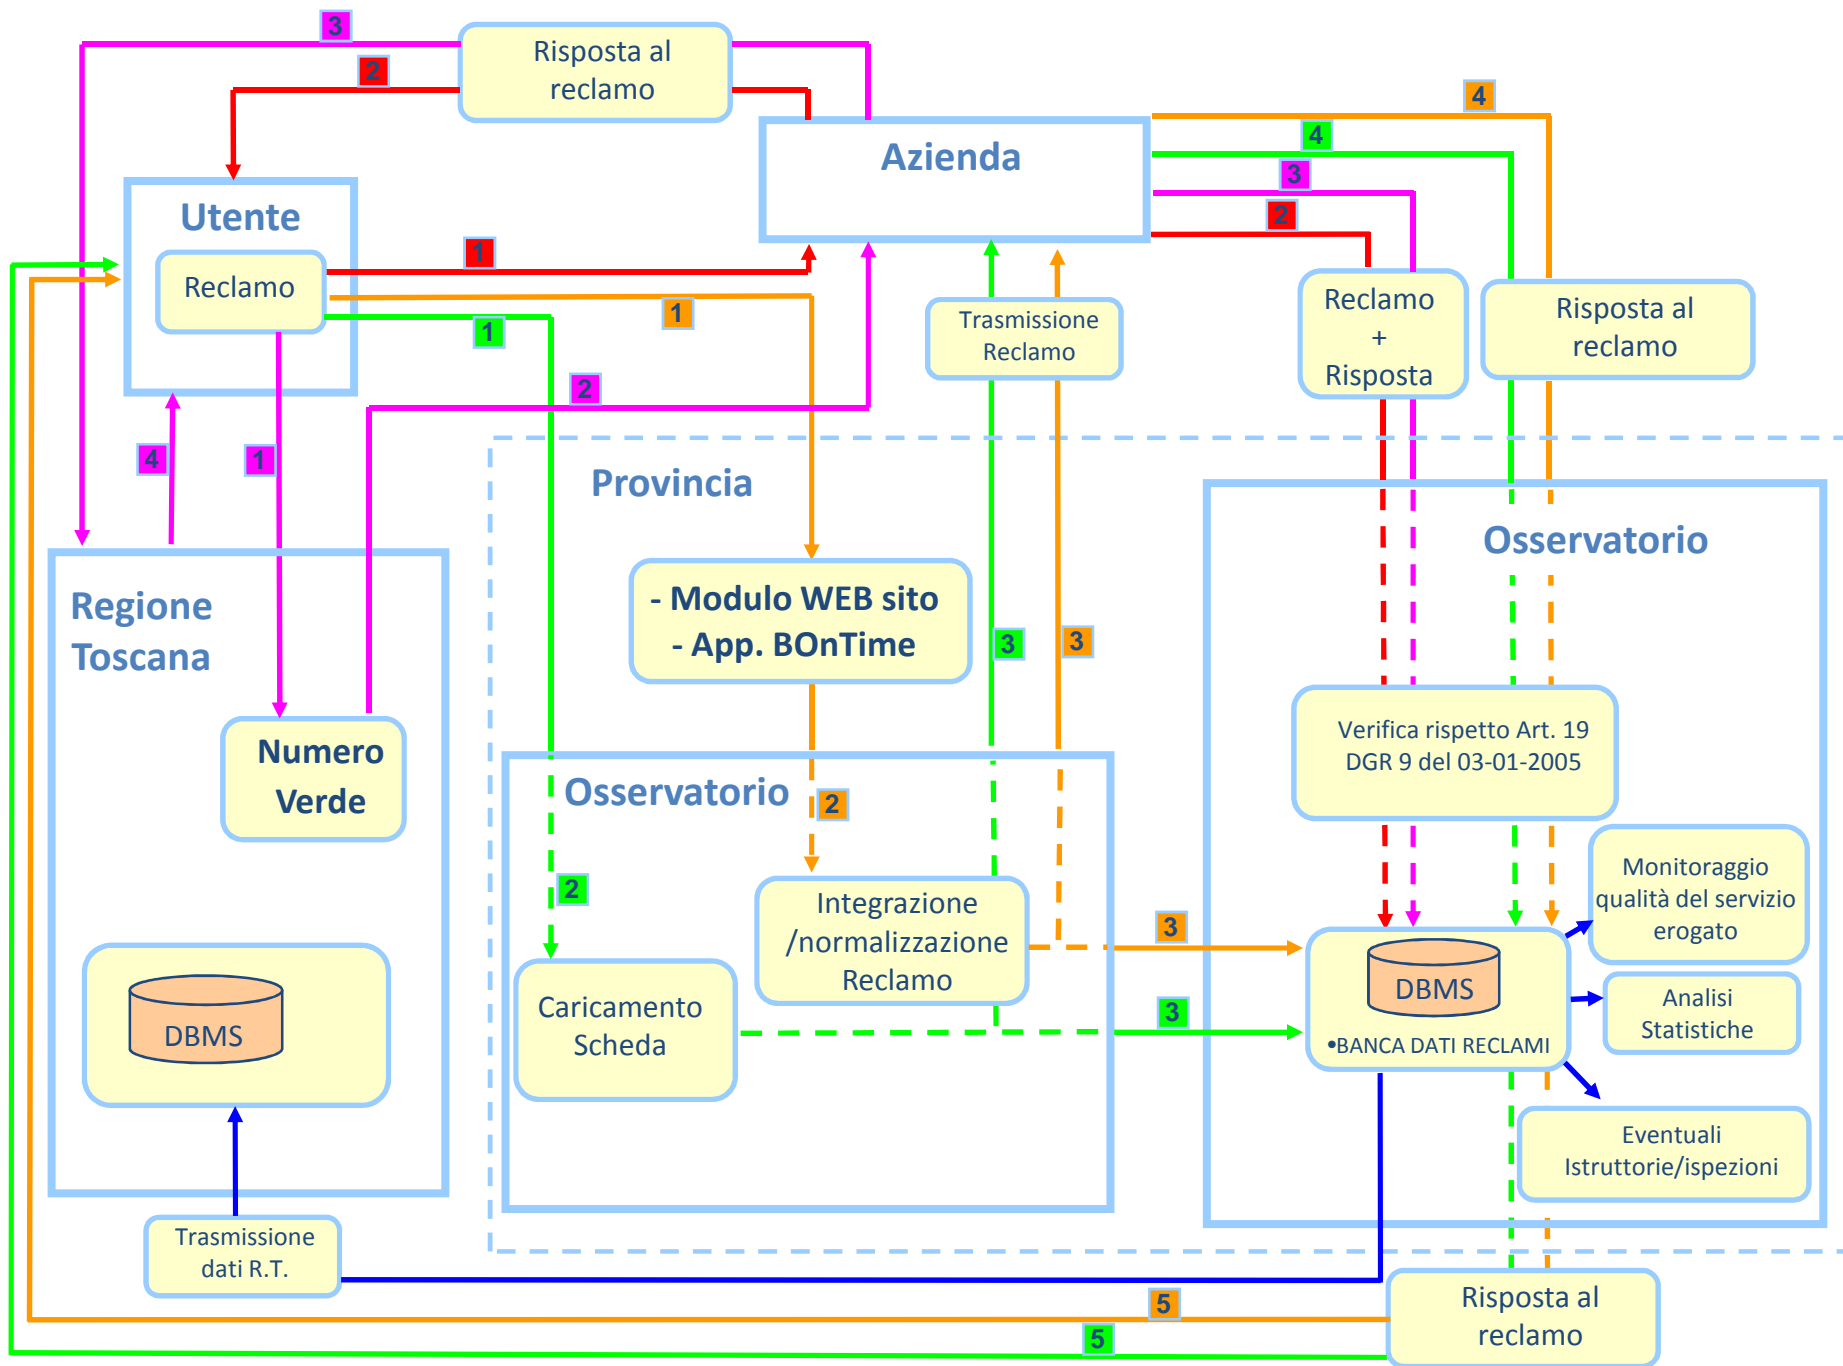 3
Risposta al
reclamo
2
4
Azienda
4
3
2
Utente
Reclamo
1
1
1
Trasmissione
Reclamo
Reclamo
+
Risposta
Risposta al
reclamo
2
4
1
Provincia
Osservatorio
Regione
Toscana
- Modulo WEB sito
- App. BOnTime
3
3
Numero
Verde
Verifica rispetto Art. 19
DGR 9 del 03-01-2005
Osservatorio
2
2
Integrazione
/normalizzazione
Reclamo
3
Monitoraggio
qualità del servizio
erogato
DBMS
Caricamento
Scheda
3
DBMS
•BANCA DATI RECLAMI
Analisi
Statistiche
Eventuali
Istruttorie/ispezioni
Trasmissione
dati R.T.
5
5
Risposta al
reclamo